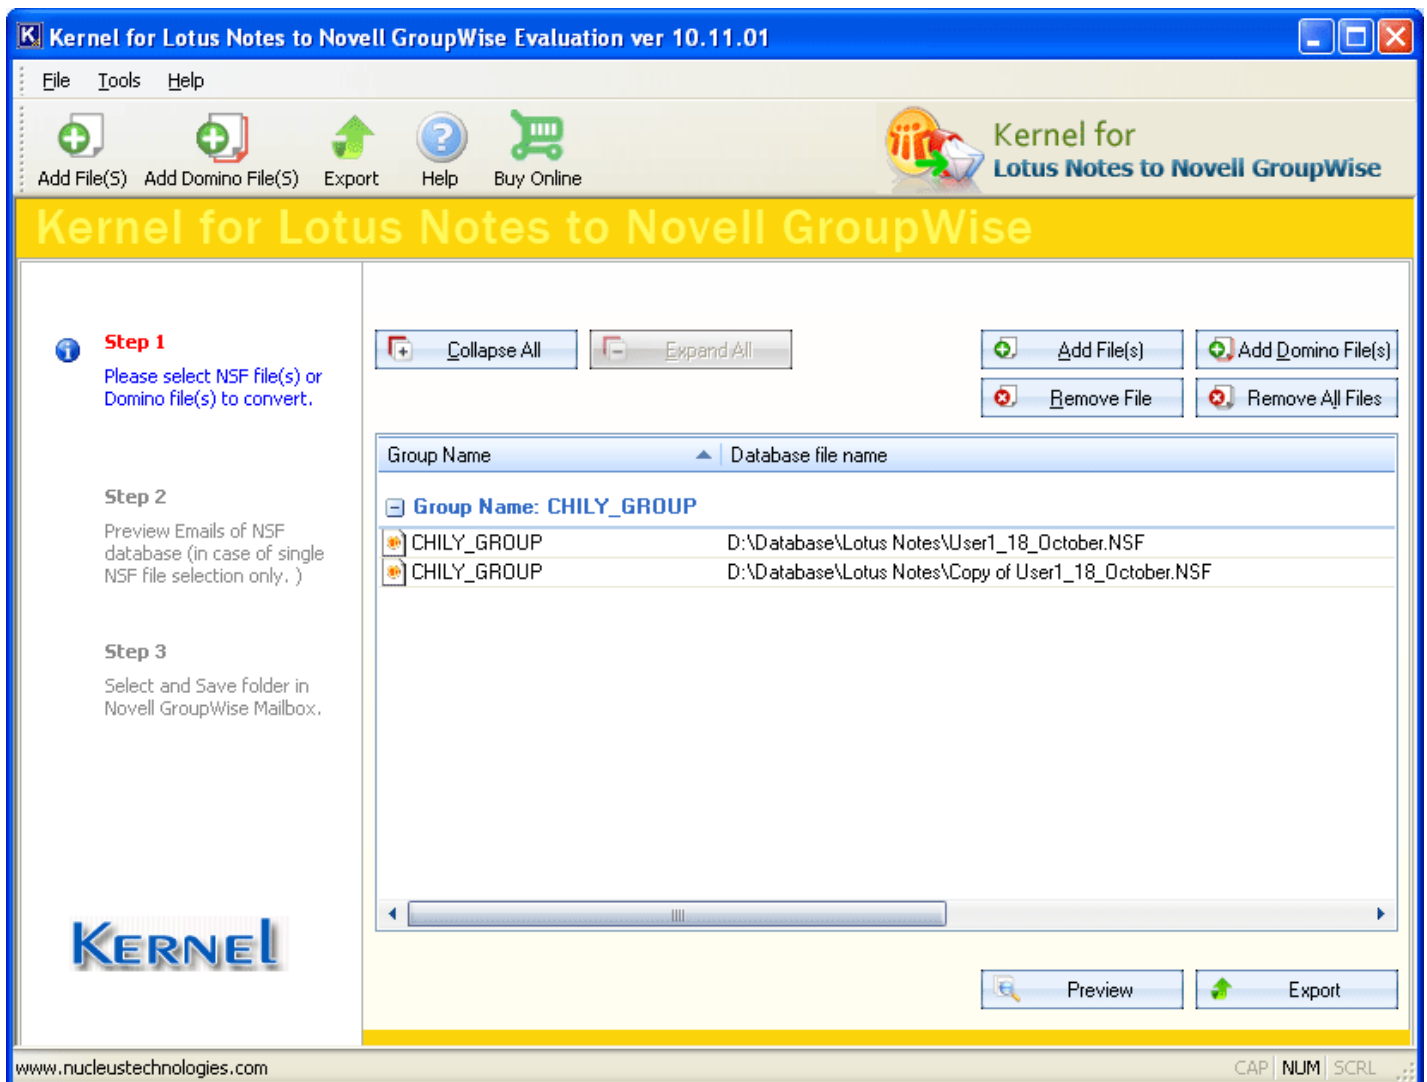 Kernel for Lotus Notes to Novell GroupWise Evaluation ver 10.11.01
File Tools Help
Add File(S) Add Domino File(S) Export Help Buy Online
Kernel for
Lotus Notes to Novell GroupWise
Kernel for Lotus Notes to Novell GroupWise
Step 1
Please select NSF file(s) or
Domino file(s) to convert.
Step 2
Preview Emails of NSF
database (in case of single
NSF file selection only. )
Step 3
Select and Save folder in
Novell GroupWise Mailbox.
KERNEL
Collapse All Expand All Add File(s) Add Domino File(s)
Remove File Remove All Files
Group Name Database file name
Group Name: CHILY_GROUP
CHILY_GROUP D:\Database\Lotus Notes\User1_18_October.NSF
CHILY_GROUP D:\Database\Lotus Notes\Copy of User1_18_October.NSF
Preview Export
www.nucleustechnologies.com CAP NUM SCRL